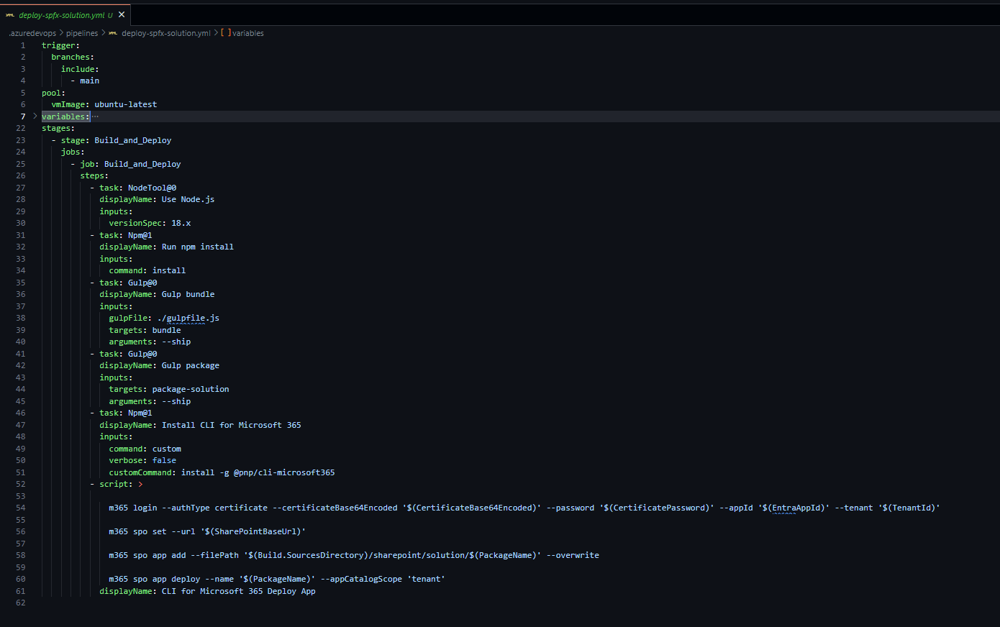 deploy-spfx-solution.yml U ×
.azuredevops > pipelines > deploy-spfx-solution.yml > [ ] variables
1 trigger:
2   branches:
3     include:
4       - main
5 pool:
6   vmImage: ubuntu-latest
7 > variables: ···
22 stages:
23   - stage: Build_and_Deploy
24     jobs:
25       - job: Build_and_Deploy
26         steps:
27           - task: NodeTool@0
28             displayName: Use Node.js
29             inputs:
30               versionSpec: 18.x
31           - task: Npm@1
32             displayName: Run npm install
33             inputs:
34               command: install
35           - task: Gulp@0
36             displayName: Gulp bundle
37             inputs:
38               gulpFile: ./gulpfile.js
39               targets: bundle
40               arguments: --ship
41           - task: Gulp@0
42             displayName: Gulp package
43             inputs:
44               targets: package-solution
45               arguments: --ship
46           - task: Npm@1
47             displayName: Install CLI for Microsoft 365
48             inputs:
49               command: custom
50               verbose: false
51               customCommand: install -g @pnp/cli-microsoft365
52           - script: >
53
54               m365 login --authType certificate --certificateBase64Encoded '$(CertificateBase64Encoded)' --password '$(CertificatePassword)' --appId '$(EntraAppId)' --tenant '$(TenantId)'
55
56               m365 spo set --url '$(SharePointBaseUrl)'
57
58               m365 spo app add --filePath '$(Build.SourcesDirectory)/sharepoint/solution/$(PackageName)' --overwrite
59
60               m365 spo app deploy --name '$(PackageName)' --appCatalogScope 'tenant'
61             displayName: CLI for Microsoft 365 Deploy App
62